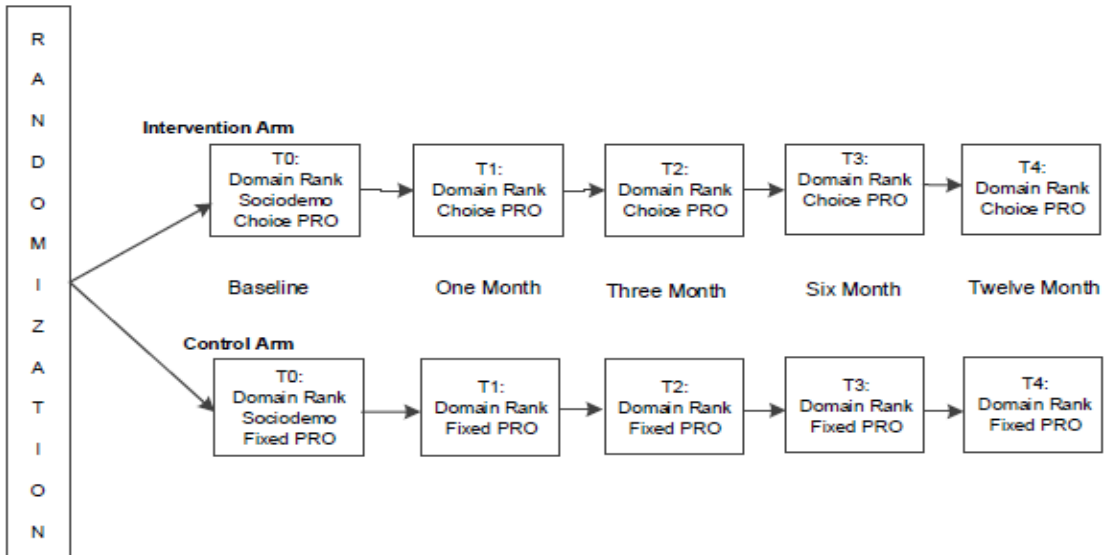 RANDOMIZATION
Intervention Arm
T0:
Domain Rank
Sociodemo
Choice PRO
T1:
Domain Rank
Choice PRO
T2:
Domain Rank
Choice PRO
T3:
Domain Rank
Choice PRO
T4:
Domain Rank
Choice PRO
Baseline
One Month
Three Month
Six Month
Twelve Month
Control Arm
T0:
Domain Rank
Sociodemo
Fixed PRO
T1:
Domain Rank
Fixed PRO
T2:
Domain Rank
Fixed PRO
T3:
Domain Rank
Fixed PRO
T4:
Domain Rank
Fixed PRO